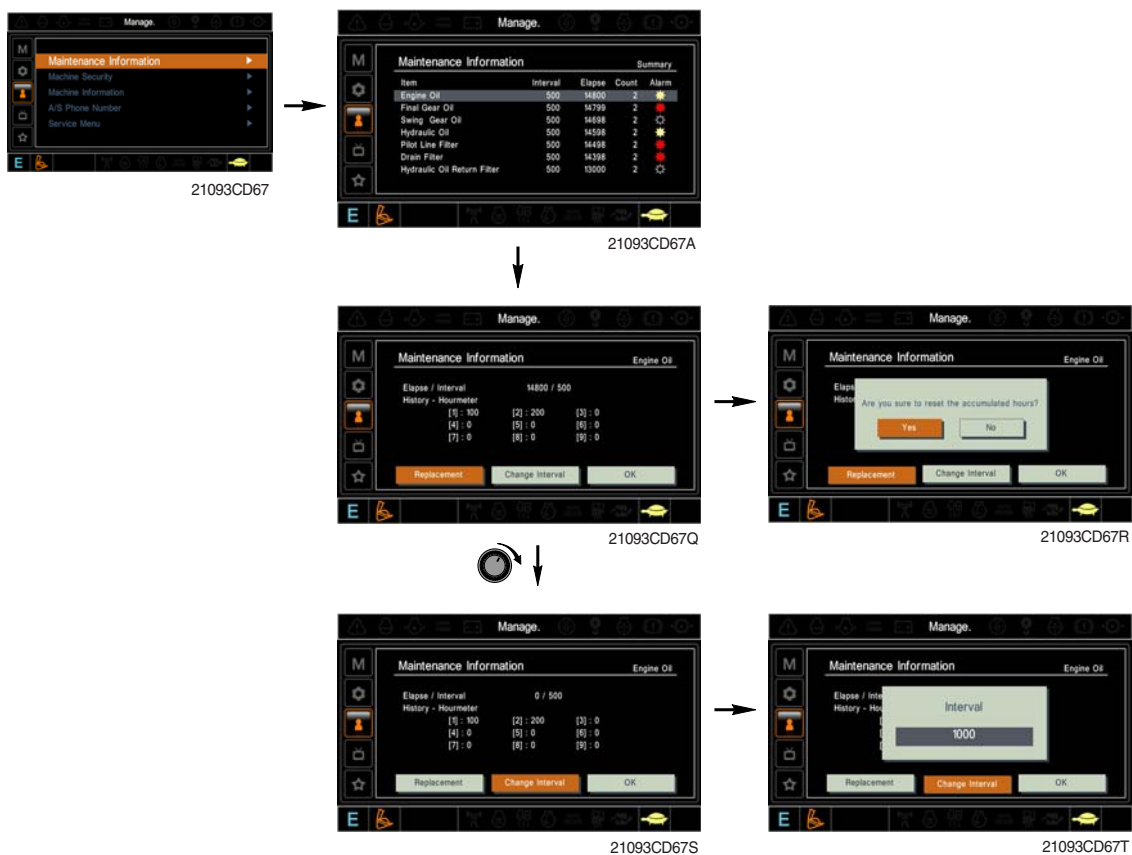 Manage.
M
Maintenance Information
Machine Security
Machine Information
A/S Phone Number
Service Menu
E
21093CD67
Manage.
M
Maintenance Information Summary
Item Interval Elapse Count Alarm
Engine Oil 500 14800 2
Final Gear Oil 500 14799 2
Swing Gear Oil 500 14698 2
Hydraulic Oil 500 14598 2
Pilot Line Filter 500 14498 2
Drain Filter 500 14398 2
Hydraulic Oil Return Filter 500 13000 2
E
21093CD67A
Manage.
M
Maintenance Information Engine Oil
Elapse / Interval 14800 / 500
History - Hourmeter
[1] : 100 [2] : 200 [3] : 0
[4] : 0 [5] : 0 [6] : 0
[7] : 0 [8] : 0 [9] : 0
Replacement Change Interval OK
E
21093CD67Q
Manage.
M
Maintenance Information Engine Oil
Elaps
Histor
Are you sure to reset the accumulated hours?
Yes No
Replacement Change Interval OK
E
21093CD67R
Manage.
M
Maintenance Information Engine Oil
Elapse / Interval 0 / 500
History - Hourmeter
[1] : 100 [2] : 200 [3] : 0
[4] : 0 [5] : 0 [6] : 0
[7] : 0 [8] : 0 [9] : 0
Replacement Change Interval OK
E
21093CD67S
Manage.
M
Maintenance Information Engine Oil
Elapse / Inte
History - Hou
Interval
1000
Replacement Change Interval OK
E
21093CD67T